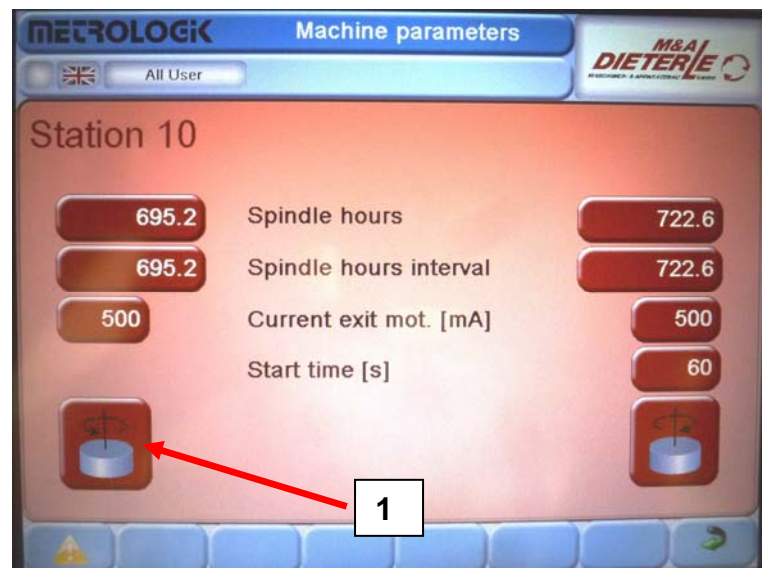 METROLOGiK Machine parameters
M&A
DIETERLE
All User
Station 10
695.2 Spindle hours 722.6
695.2 Spindle hours interval 722.6
500 Current exit mot. [mA] 500
Start time [s] 60
1